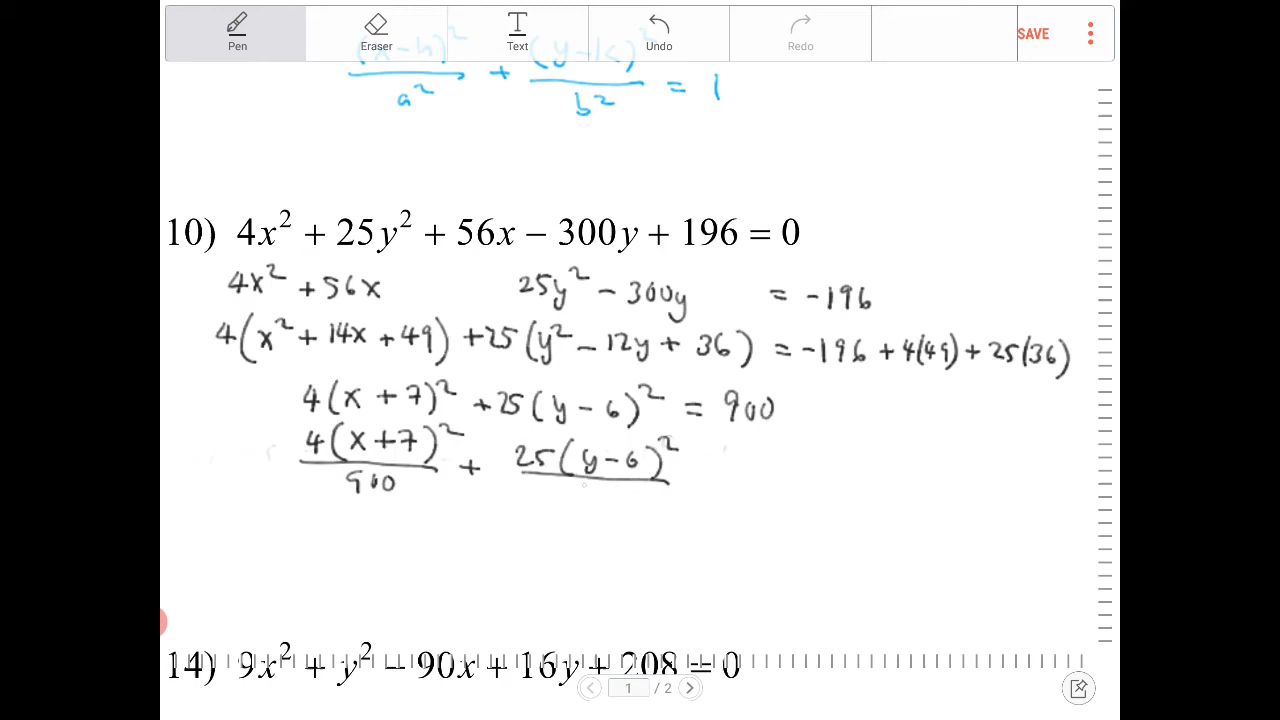 Pen Eraser Text Undo Redo SAVE
(x-h)² / a² + (y-k)² / b² = 1
10) 4x² + 25y² + 56x − 300y + 196 = 0
4x² + 56x 25y² − 300y = -196
4(x² + 14x + 49) + 25(y² − 12y + 36) = -196 + 4(49) + 25(36)
4(x + 7)² + 25(y − 6)² = 900
4(x+7)² / 900 + 25(y−6)²
14) 9x² + y² − 90x + 16y + 208 = 0
1 / 2